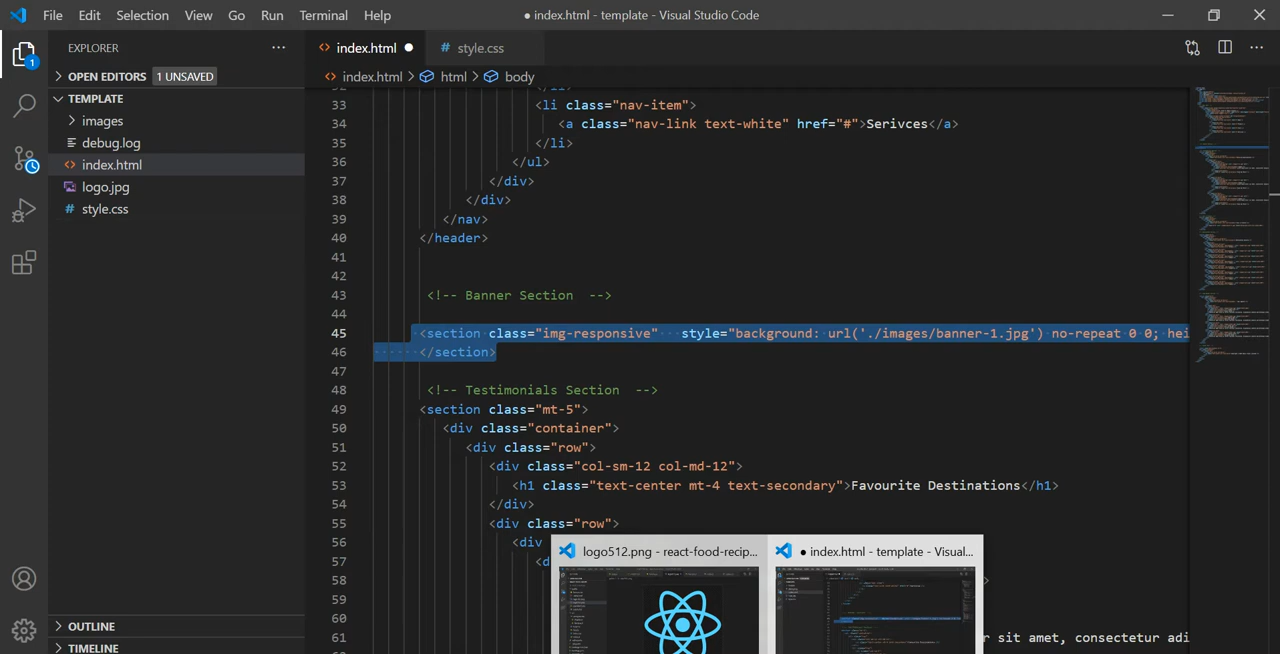 File Edit Selection View Go Run Terminal Help
● index.html - template - Visual Studio Code
EXPLORER
OPEN EDITORS 1 UNSAVED
TEMPLATE
images
debug.log
index.html
logo.jpg
style.css
OUTLINE
TIMELINE
1
index.html ●
# style.css
index.html > html > body
33 <li class="nav-item">
34 <a class="nav-link text-white" href="#">Serivces</a>
35 </li>
36 </ul>
37 </div>
38 </div>
39 </nav>
40 </header>
41
42
43 <!-- Banner Section -->
44
45 <section class="img-responsive" style="background: url('./images/banner-1.jpg') no-repeat 0 0; hei
46 </section>
47
48 <!-- Testimonials Section -->
49 <section class="mt-5">
50 <div class="container">
51 <div class="row">
52 <div class="col-sm-12 col-md-12">
53 <h1 class="text-center mt-4 text-secondary">Favourite Destinations</h1>
54 </div>
55 <div class="row">
56 <div
57 <d
58
59
60
61 r sit amet, consectetur adi
logo512.png - react-food-recip...
● index.html - template - Visual...